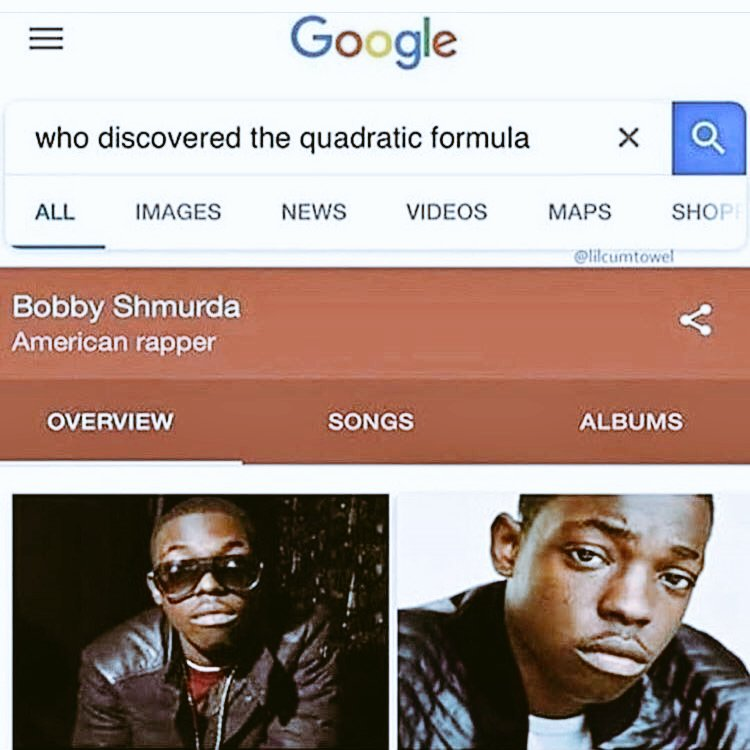 Google
who discovered the quadratic formula
ALL IMAGES NEWS VIDEOS MAPS SHOP
@lilcumtowel
Bobby Shmurda
American rapper
OVERVIEW SONGS ALBUMS